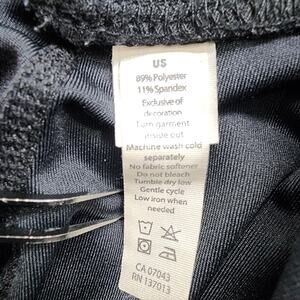 US
89% Polyester
11% Spandex
Exclusive of
decoration
Turn garment
inside out
Machine wash cold
separately
No fabric softener
Do not bleach
Tumble dry low
Gentle cycle
Low iron when
needed
CA 07043
RN 137013